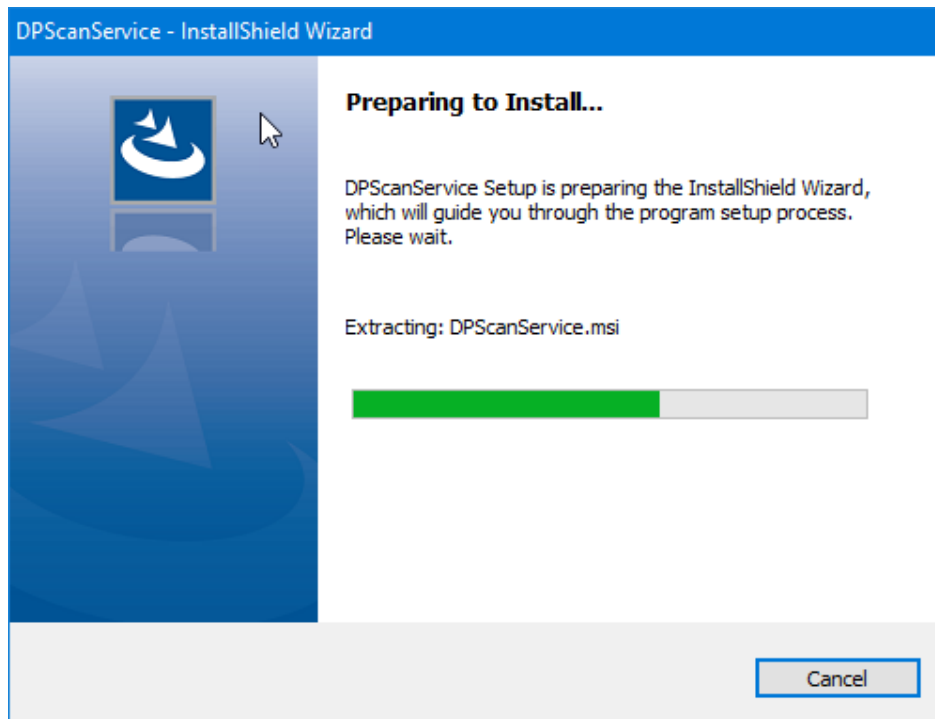 DPScanService - InstallShield Wizard
Preparing to Install...
DPScanService Setup is preparing the InstallShield Wizard,
which will guide you through the program setup process.
Please wait.
Extracting: DPScanService.msi
Cancel